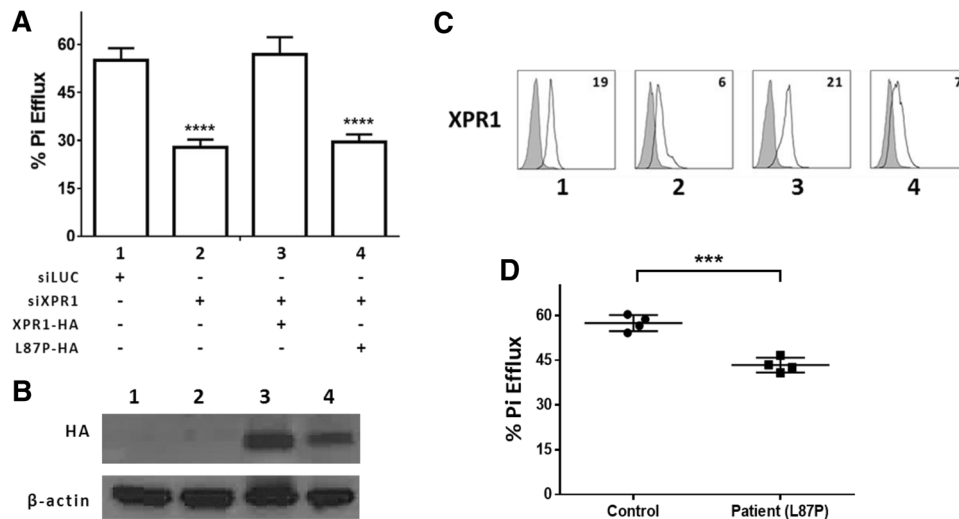 A
% Pi Efflux
60
45
30
15
0
****
****
1 2 3 4
siLUC + - - -
siXPR1 - + + +
XPR1-HA - - + -
L87P-HA - - - +
B
1 2 3 4
HA
β-actin
C
XPR1
19 6 21 7
1 2 3 4
D
***
% Pi Efflux
60
45
30
15
0
Control Patient (L87P)